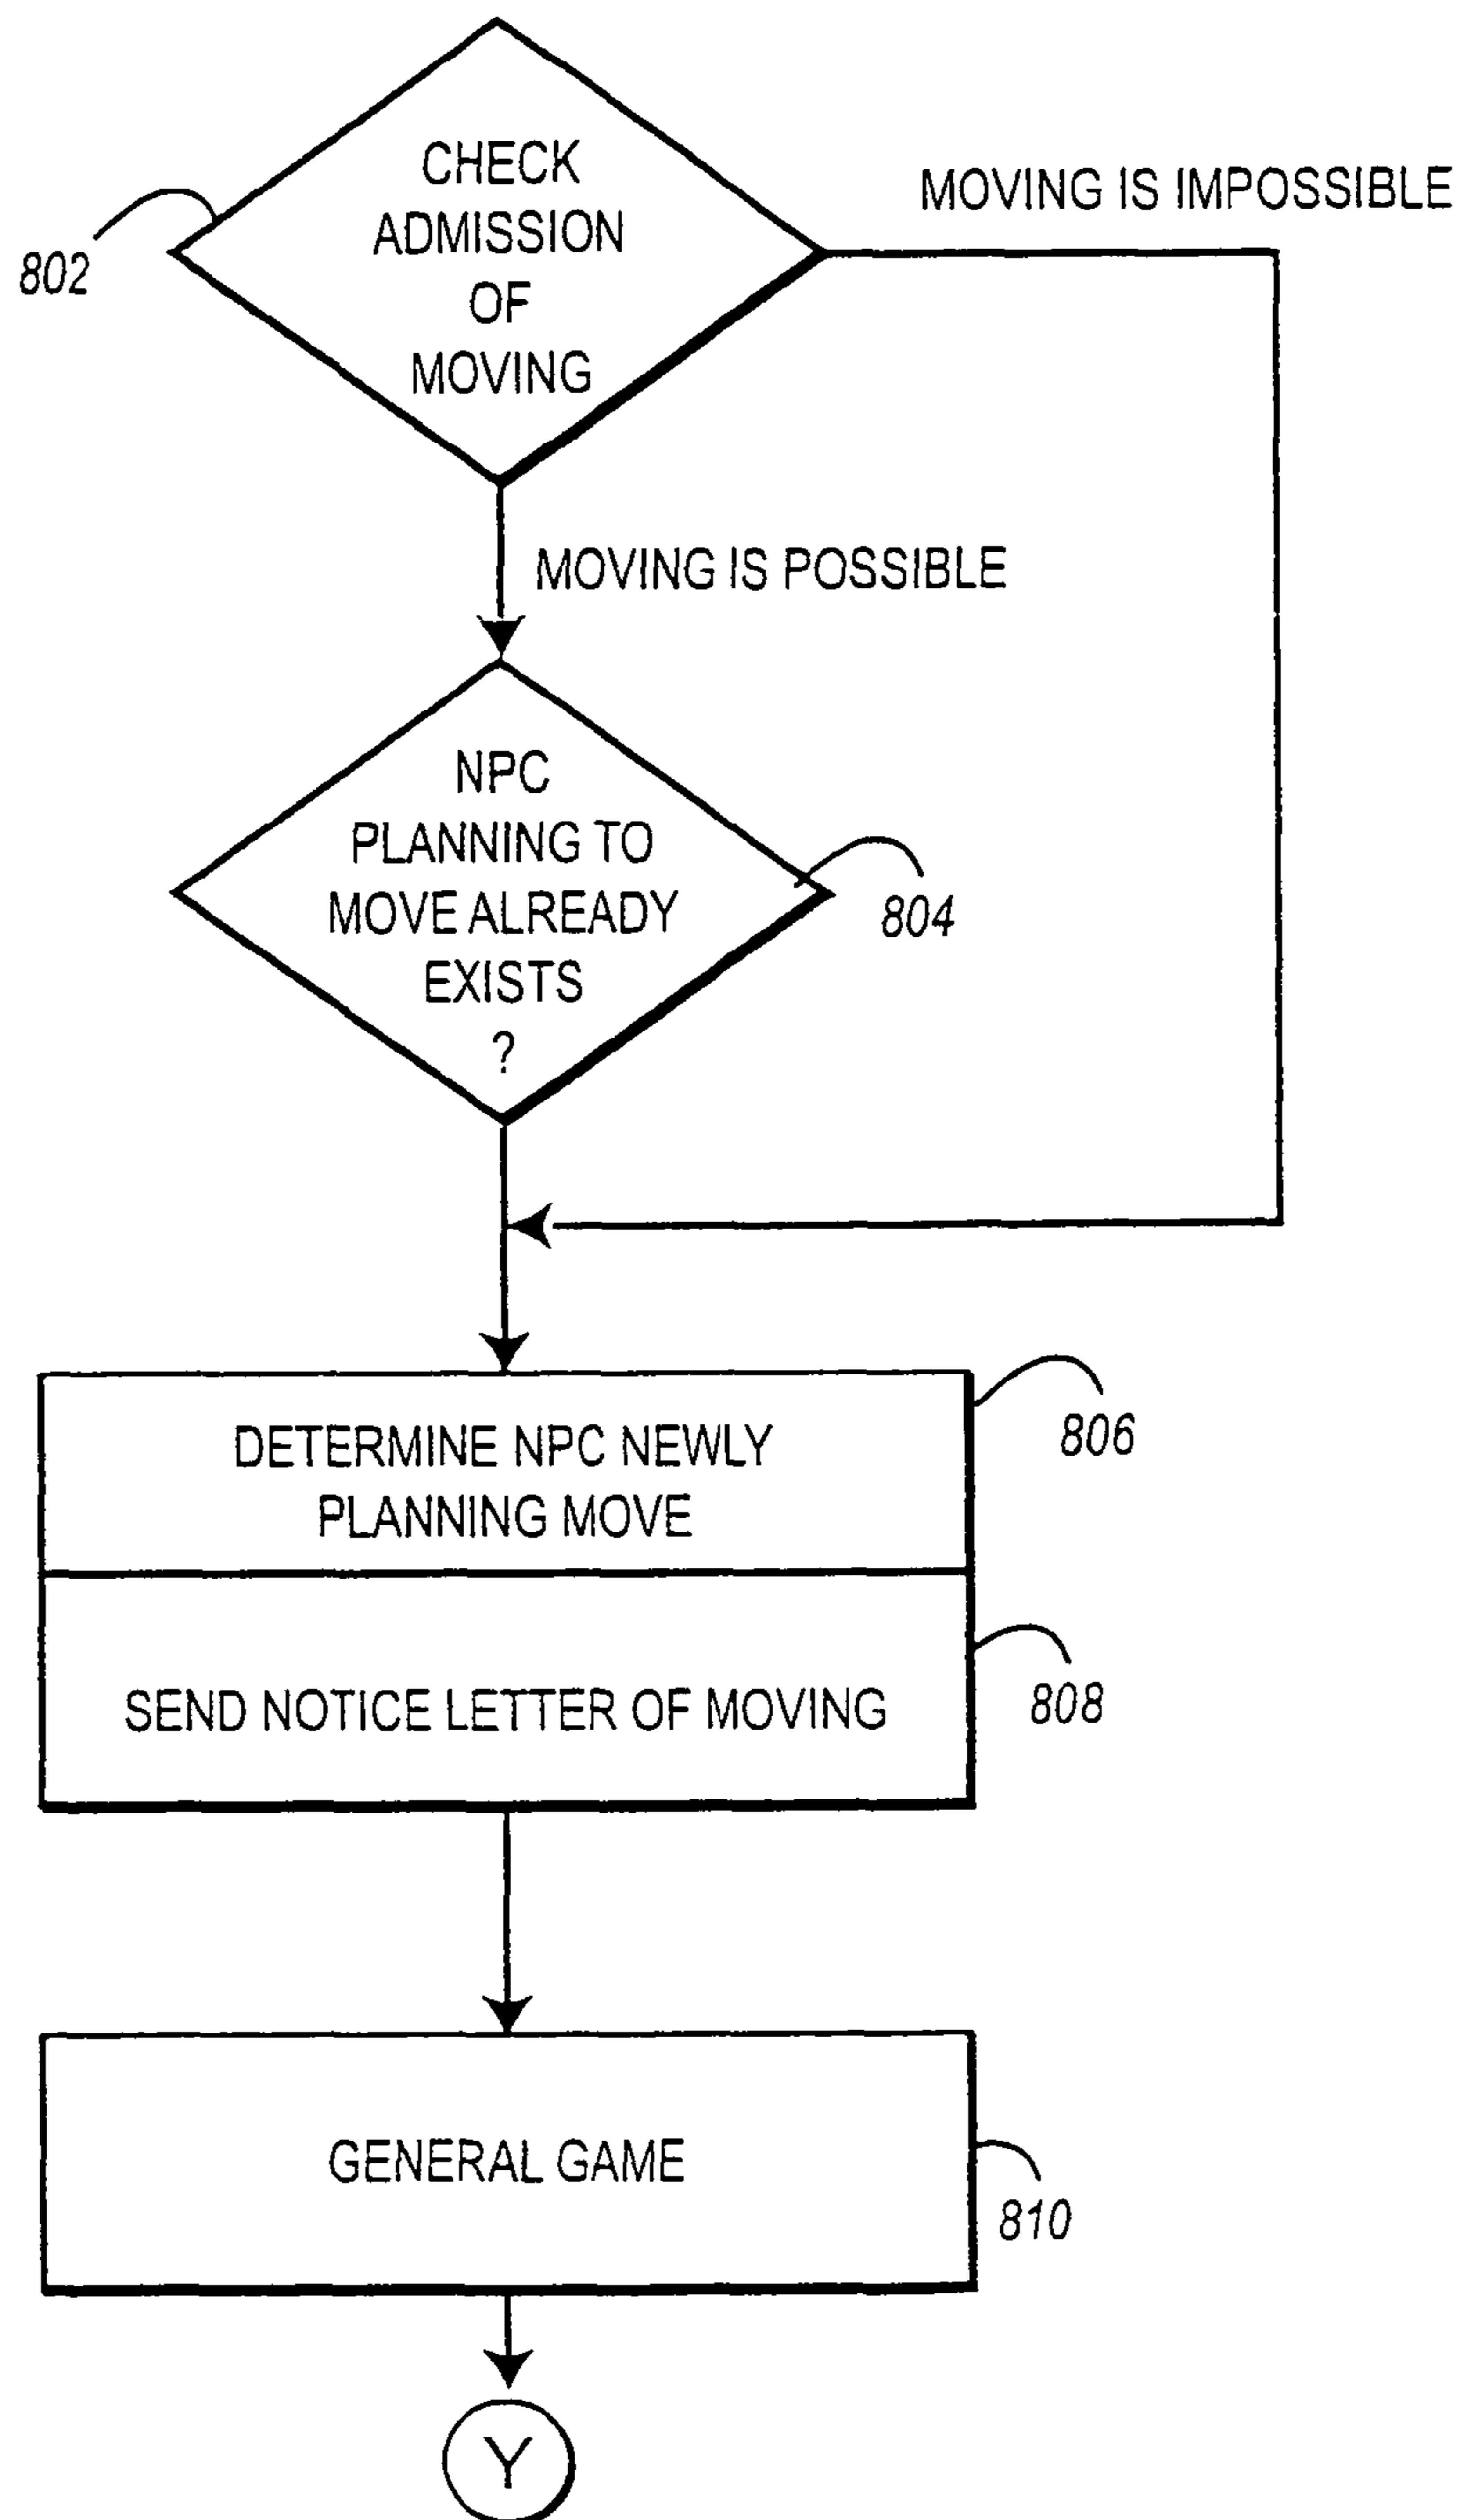 CHECK
ADMISSION
OF
MOVING
802
MOVING IS IMPOSSIBLE
MOVING IS POSSIBLE
NPC
PLANNING TO
MOVE ALREADY
EXISTS
?
804
DETERMINE NPC NEWLY
PLANNING MOVE
806
SEND NOTICE LETTER OF MOVING
808
GENERAL GAME
810
Y